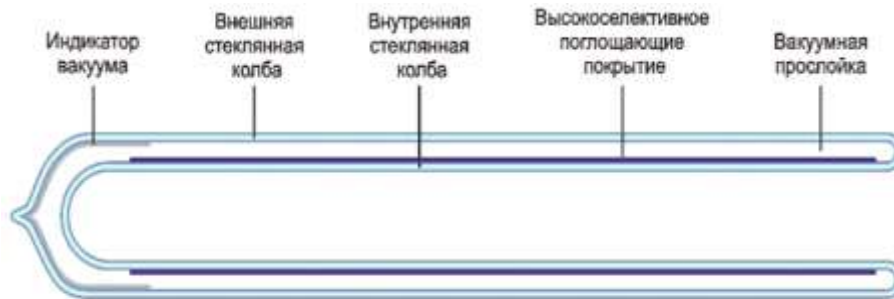 Индикатор
вакуума
Внешняя
стеклянная
колба
Внутренняя
стеклянная
колба
Высокоселективное
поглощающие
покрытие
Вакуумная
прослойка